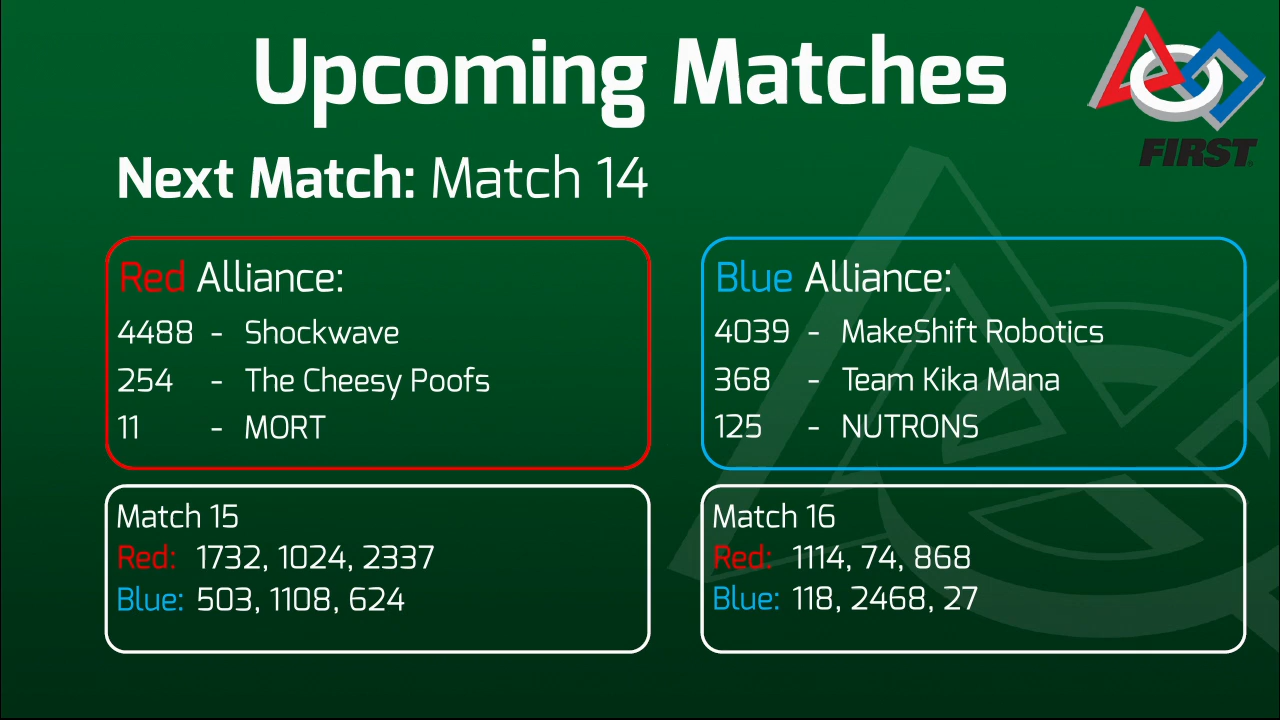 Upcoming Matches
FIRST
Next Match: Match 14
Red Alliance:
4488 - Shockwave
254 - The Cheesy Poofs
11 - MORT
Blue Alliance:
4039 - MakeShift Robotics
368 - Team Kika Mana
125 - NUTRONS
Match 15
Red: 1732, 1024, 2337
Blue: 503, 1108, 624
Match 16
Red: 1114, 74, 868
Blue: 118, 2468, 27